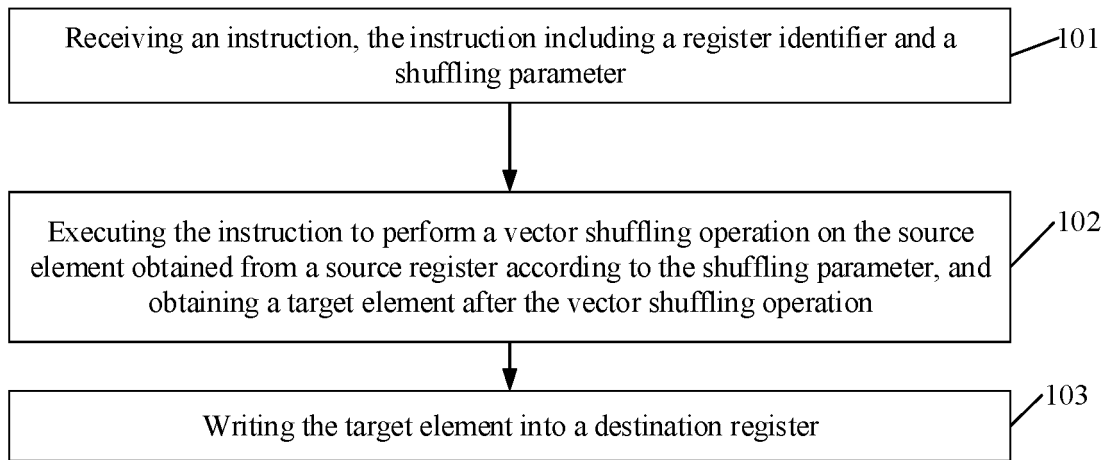 Receiving an instruction, the instruction including a register identifier and a
shuffling parameter
101
Executing the instruction to perform a vector shuffling operation on the source
element obtained from a source register according to the shuffling parameter, and
obtaining a target element after the vector shuffling operation
102
Writing the target element into a destination register
103